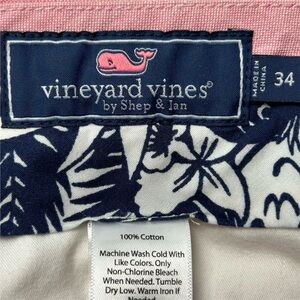 vineyard vines®
by Shep & Ian
MADE IN
CHINA
34
100% Cotton
Machine Wash Cold With
Like Colors. Only
Non-Chlorine Bleach
When Needed. Tumble
Dry Low. Warm Iron If
Needed.